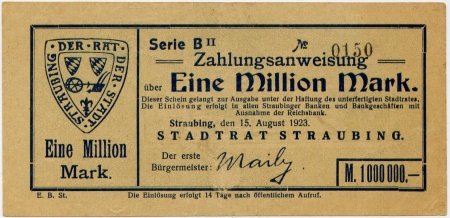 DER·RAT·DER·STADT·STRAUBING
Serie B II
№ 0150
Zahlungsanweisung
über Eine Million Mark.
Dieser Schein gelangt zur Ausgabe unter der Haftung des unterfertigten Stadtrates.
Die Einlösung erfolgt in allen Straubinger Banken und Bankgeschäften mit
Ausnahme der Reichsbank.
Straubing, den 15. August 1923.
STADTRAT STRAUBING.
Eine Million
Mark.
Der erste
Bürgermeister:
M. 1000000,—
E. B. St.
Die Einlösung erfolgt 14 Tage nach öffentlichem Aufruf.